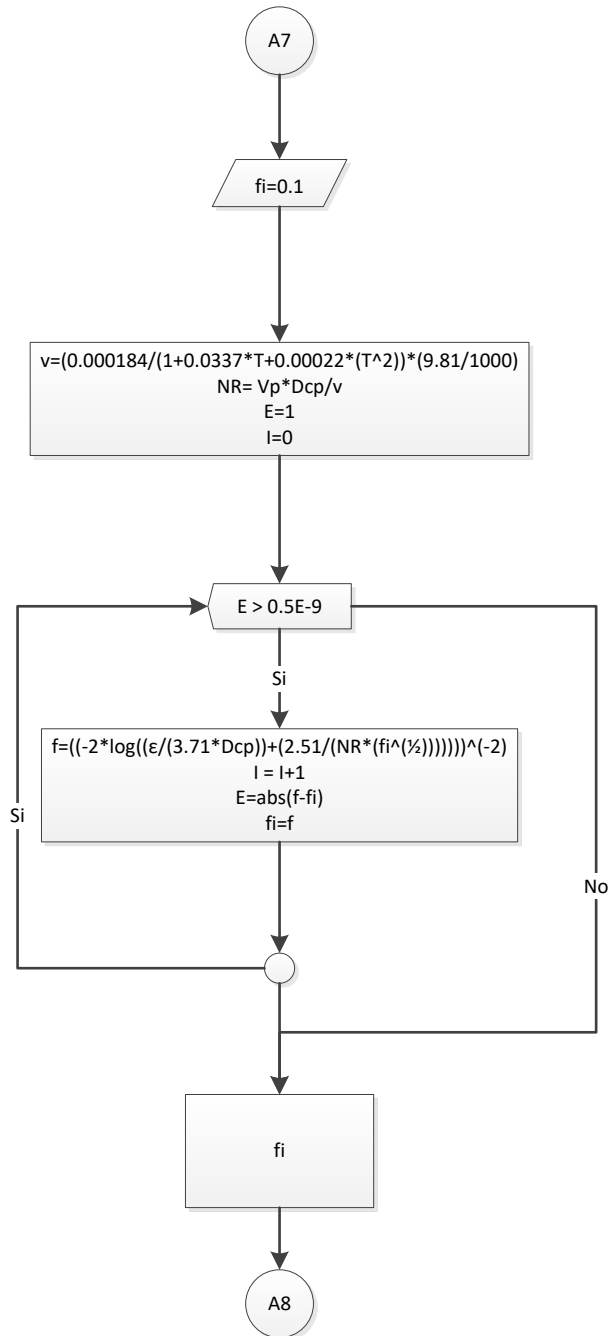 A7
fi=0.1
v=(0.000184/(1+0.0337*T+0.00022*(T^2))*(9.81/1000)
NR= Vp*Dcp/v
E=1
I=0
E > 0.5E-9
Si
f=((-2*log((ε/(3.71*Dcp))+(2.51/(NR*(fi^(½)))))))^(-2)
I = I+1
E=abs(f-fi)
fi=f
Si
No
fi
A8